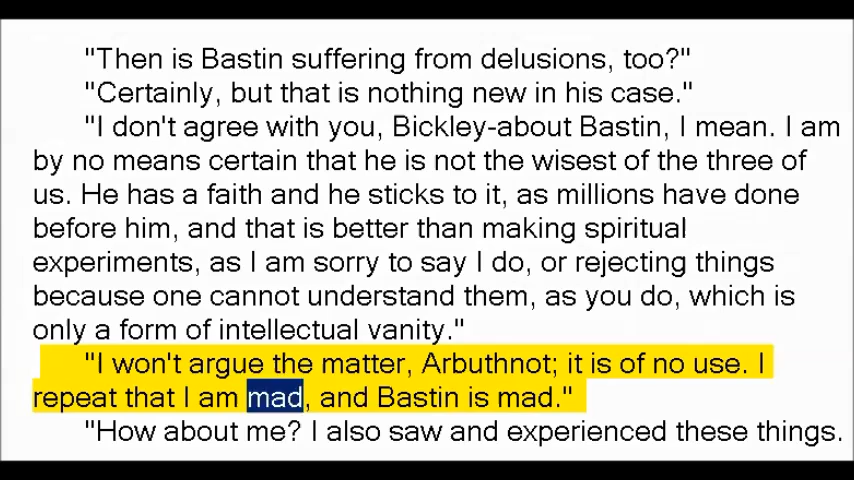 "Then is Bastin suffering from delusions, too?"
"Certainly, but that is nothing new in his case."
"I don't agree with you, Bickley-about Bastin, I mean. I am
by no means certain that he is not the wisest of the three of
us. He has a faith and he sticks to it, as millions have done
before him, and that is better than making spiritual
experiments, as I am sorry to say I do, or rejecting things
because one cannot understand them, as you do, which is
only a form of intellectual vanity."
"I won't argue the matter, Arbuthnot; it is of no use. I
repeat that I am mad, and Bastin is mad."
"How about me? I also saw and experienced these things.